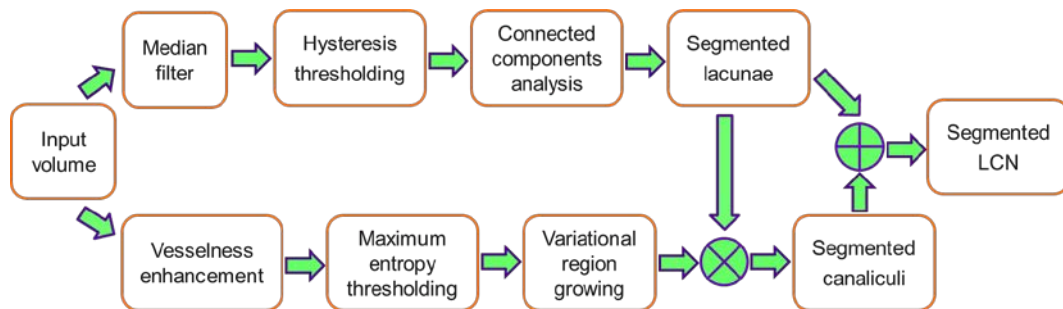 Median
filter
Hysteresis
thresholding
Connected
components
analysis
Segmented
lacunae
Input
volume
Segmented
LCN
Vesselness
enhancement
Maximum
entropy
thresholding
Variational
region
growing
Segmented
canaliculi